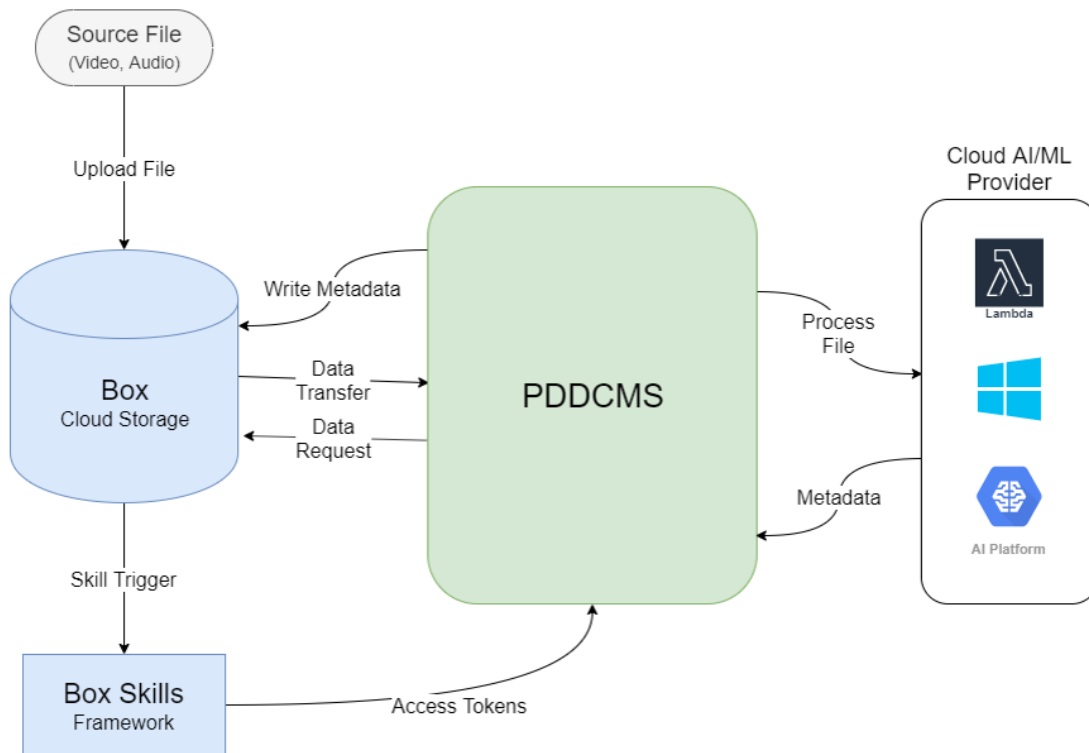 Source File
(Video, Audio)
Upload File
Cloud AI/ML
Provider
Write Metadata
Lambda
Process
File
Box
Cloud Storage
Data
Transfer
PDDCMS
Data
Request
Metadata
AI Platform
Skill Trigger
Box Skills
Framework
Access Tokens